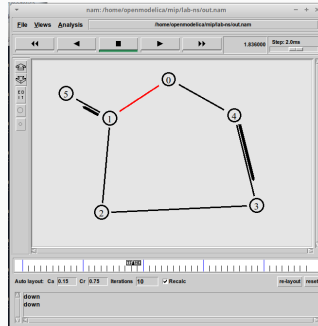 nam: /home/openmodelica/mip/lab-ns/out.nam
File Views Analysis /home/openmodelica/mip/lab-ns/out.nam
1.836000 Step: 2.0ms
0
5
1
4
2
3
Auto layout: Ca 0.15 Cr 0.75 Iterations 10 Recalc re-layout reset
down
down